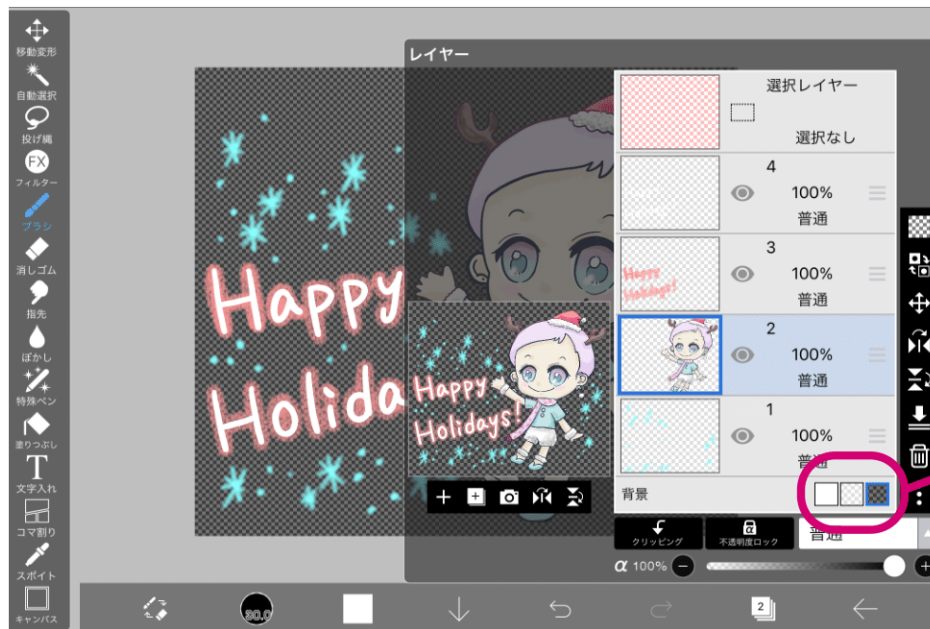 移動変形
自動選択
投げ縄
FX
フィルター
ブラシ
消しゴム
指先
ぼかし
特殊ペン
塗りつぶし
T
文字入れ
コマ割り
スポイト
キャンバス
Happy
Holida
レイヤー
Happy
Holidays!
選択レイヤー
選択なし
4
100%
普通
3
100%
普通
Happy
Holidays!
2
100%
普通
1
100%
普通
背景
クリッピング
α
不透明度ロック
普通
α 100%
30.0
2